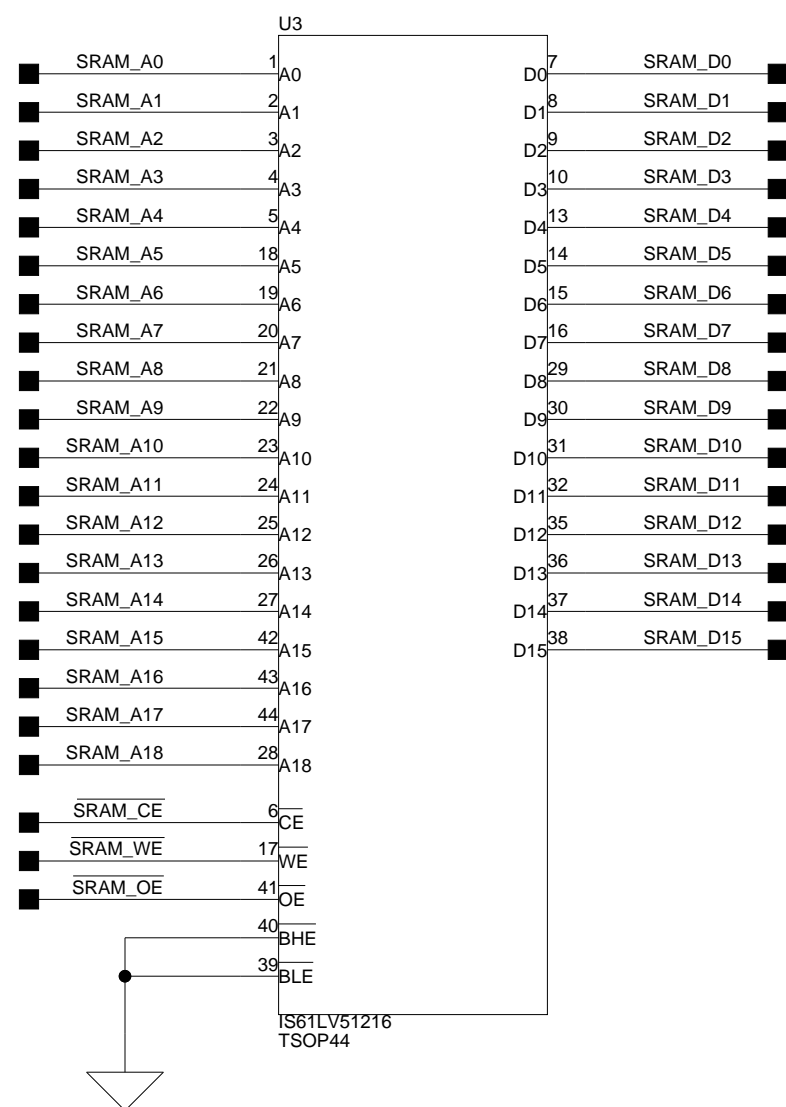 U3
SRAM_A0 1 A0 D0 7 SRAM_D0
SRAM_A1 2 A1 D1 8 SRAM_D1
SRAM_A2 3 A2 D2 9 SRAM_D2
SRAM_A3 4 A3 D3 10 SRAM_D3
SRAM_A4 5 A4 D4 13 SRAM_D4
SRAM_A5 18 A5 D5 14 SRAM_D5
SRAM_A6 19 A6 D6 15 SRAM_D6
SRAM_A7 20 A7 D7 16 SRAM_D7
SRAM_A8 21 A8 D8 29 SRAM_D8
SRAM_A9 22 A9 D9 30 SRAM_D9
SRAM_A10 23 A10 D10 31 SRAM_D10
SRAM_A11 24 A11 D11 32 SRAM_D11
SRAM_A12 25 A12 D12 35 SRAM_D12
SRAM_A13 26 A13 D13 36 SRAM_D13
SRAM_A14 27 A14 D14 37 SRAM_D14
SRAM_A15 42 A15 D15 38 SRAM_D15
SRAM_A16 43 A16
SRAM_A17 44 A17
SRAM_A18 28 A18
SRAM_CE 6 CE
SRAM_WE 17 WE
SRAM_OE 41 OE
40 BHE
39 BLE
IS61LV51216
TSOP44